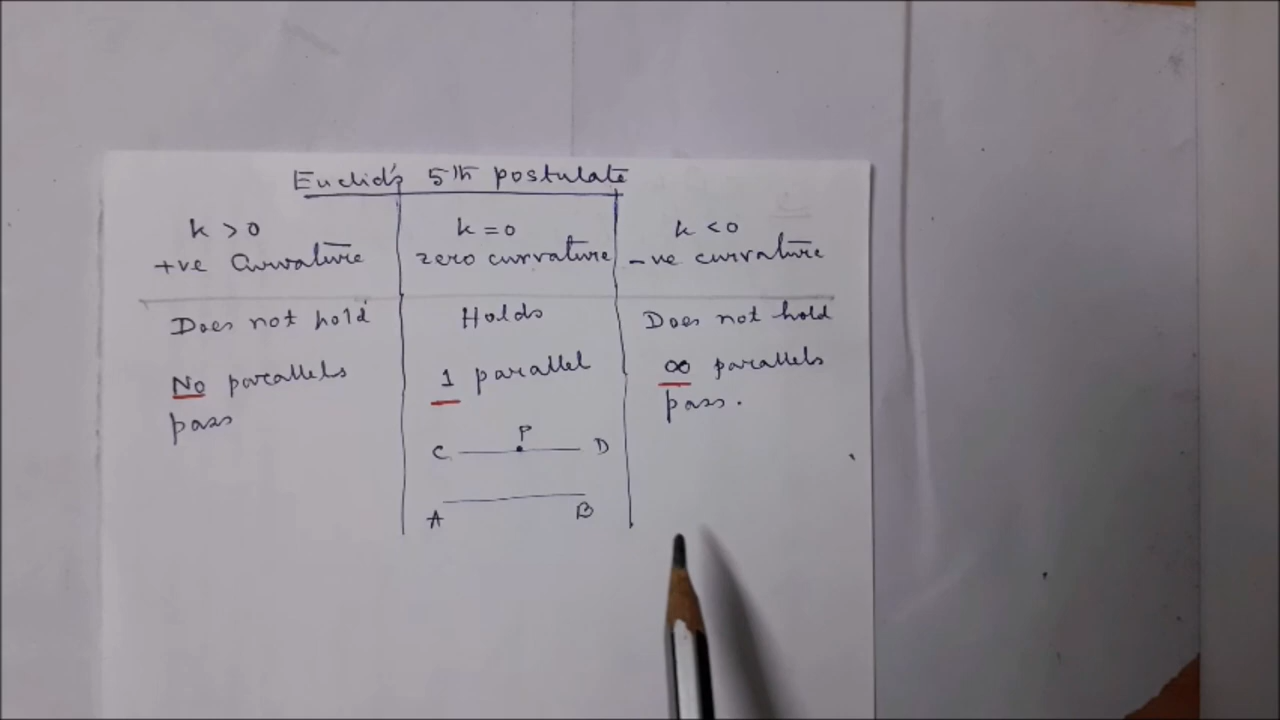 Euclid's 5th postulate
k > 0
+ve Curvature
Does not hold
No parallels
pass
k = 0
zero curvature
Holds
1 parallel
P
C D
A B
k < 0
-ve curvature
Does not hold
∞ parallels
pass.